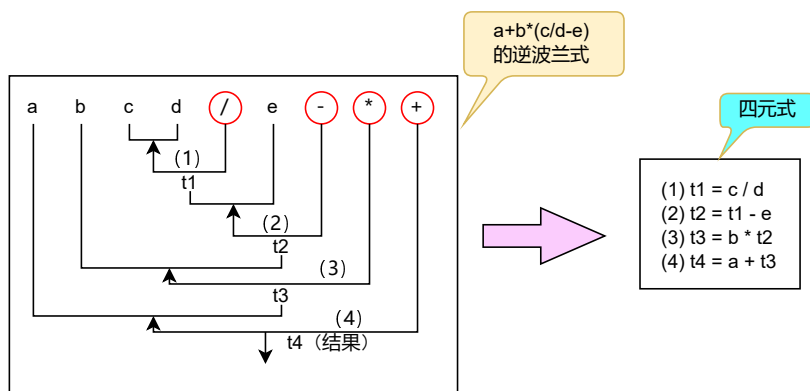 a+b*(c/d-e)
的逆波兰式
a b c d / e - * +
(1)
t1
(2)
t2
(3)
t3
(4)
t4（结果）
四元式
(1) t1 = c / d
(2) t2 = t1 - e
(3) t3 = b * t2
(4) t4 = a + t3